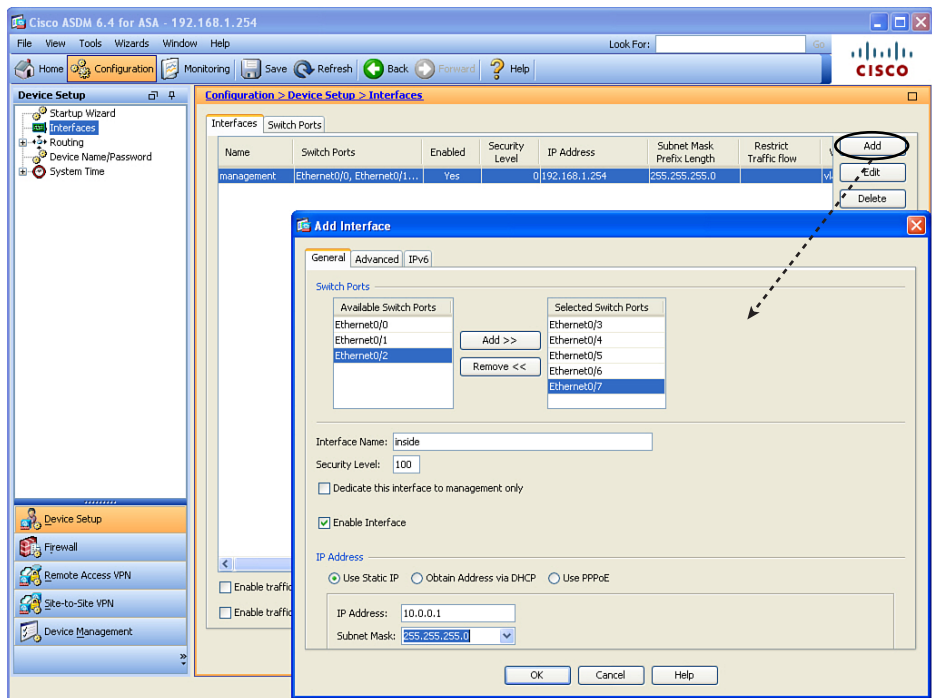 Cisco ASDM 6.4 for ASA - 192.168.1.254
File View Tools Wizards Window Help Look For: Go
Home Configuration Monitoring Save Refresh Back Forward Help
CISCO
Device Setup
Startup Wizard
Interfaces
Routing
Device Name/Password
System Time
Device Setup
Firewall
Remote Access VPN
Site-to-Site VPN
Device Management
Configuration > Device Setup > Interfaces
Interfaces Switch Ports
Name Switch Ports Enabled Security Level IP Address Subnet Mask Prefix Length Restrict Traffic flow
management Ethernet0/0, Ethernet0/1... Yes 0 192.168.1.254 255.255.255.0
Add
Edit
Delete
Enable traffic
Enable traffic
Add Interface
General Advanced IPv6
Switch Ports
Available Switch Ports
Ethernet0/0
Ethernet0/1
Ethernet0/2
Add >>
Remove <<
Selected Switch Ports
Ethernet0/3
Ethernet0/4
Ethernet0/5
Ethernet0/6
Ethernet0/7
Interface Name: inside
Security Level: 100
Dedicate this interface to management only
Enable Interface
IP Address
Use Static IP Obtain Address via DHCP Use PPPoE
IP Address: 10.0.0.1
Subnet Mask: 255.255.255.0
OK Cancel Help